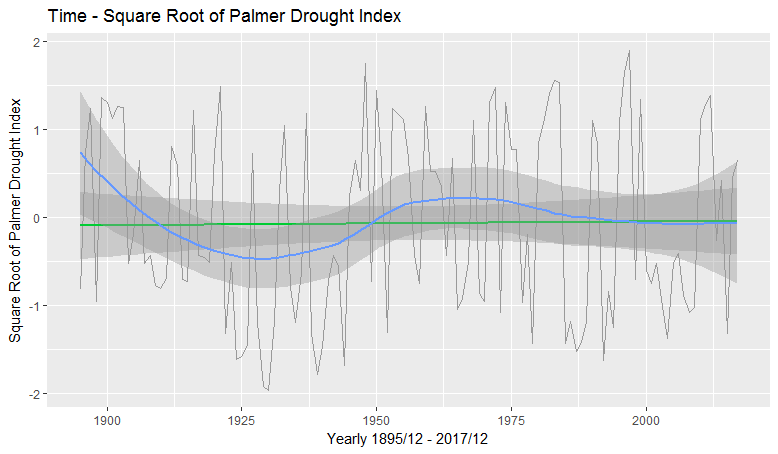 Time - Square Root of Palmer Drought Index
Square Root of Palmer Drought Index
2
1
0
-1
-2
1900 1925 1950 1975 2000
Yearly 1895/12 - 2017/12